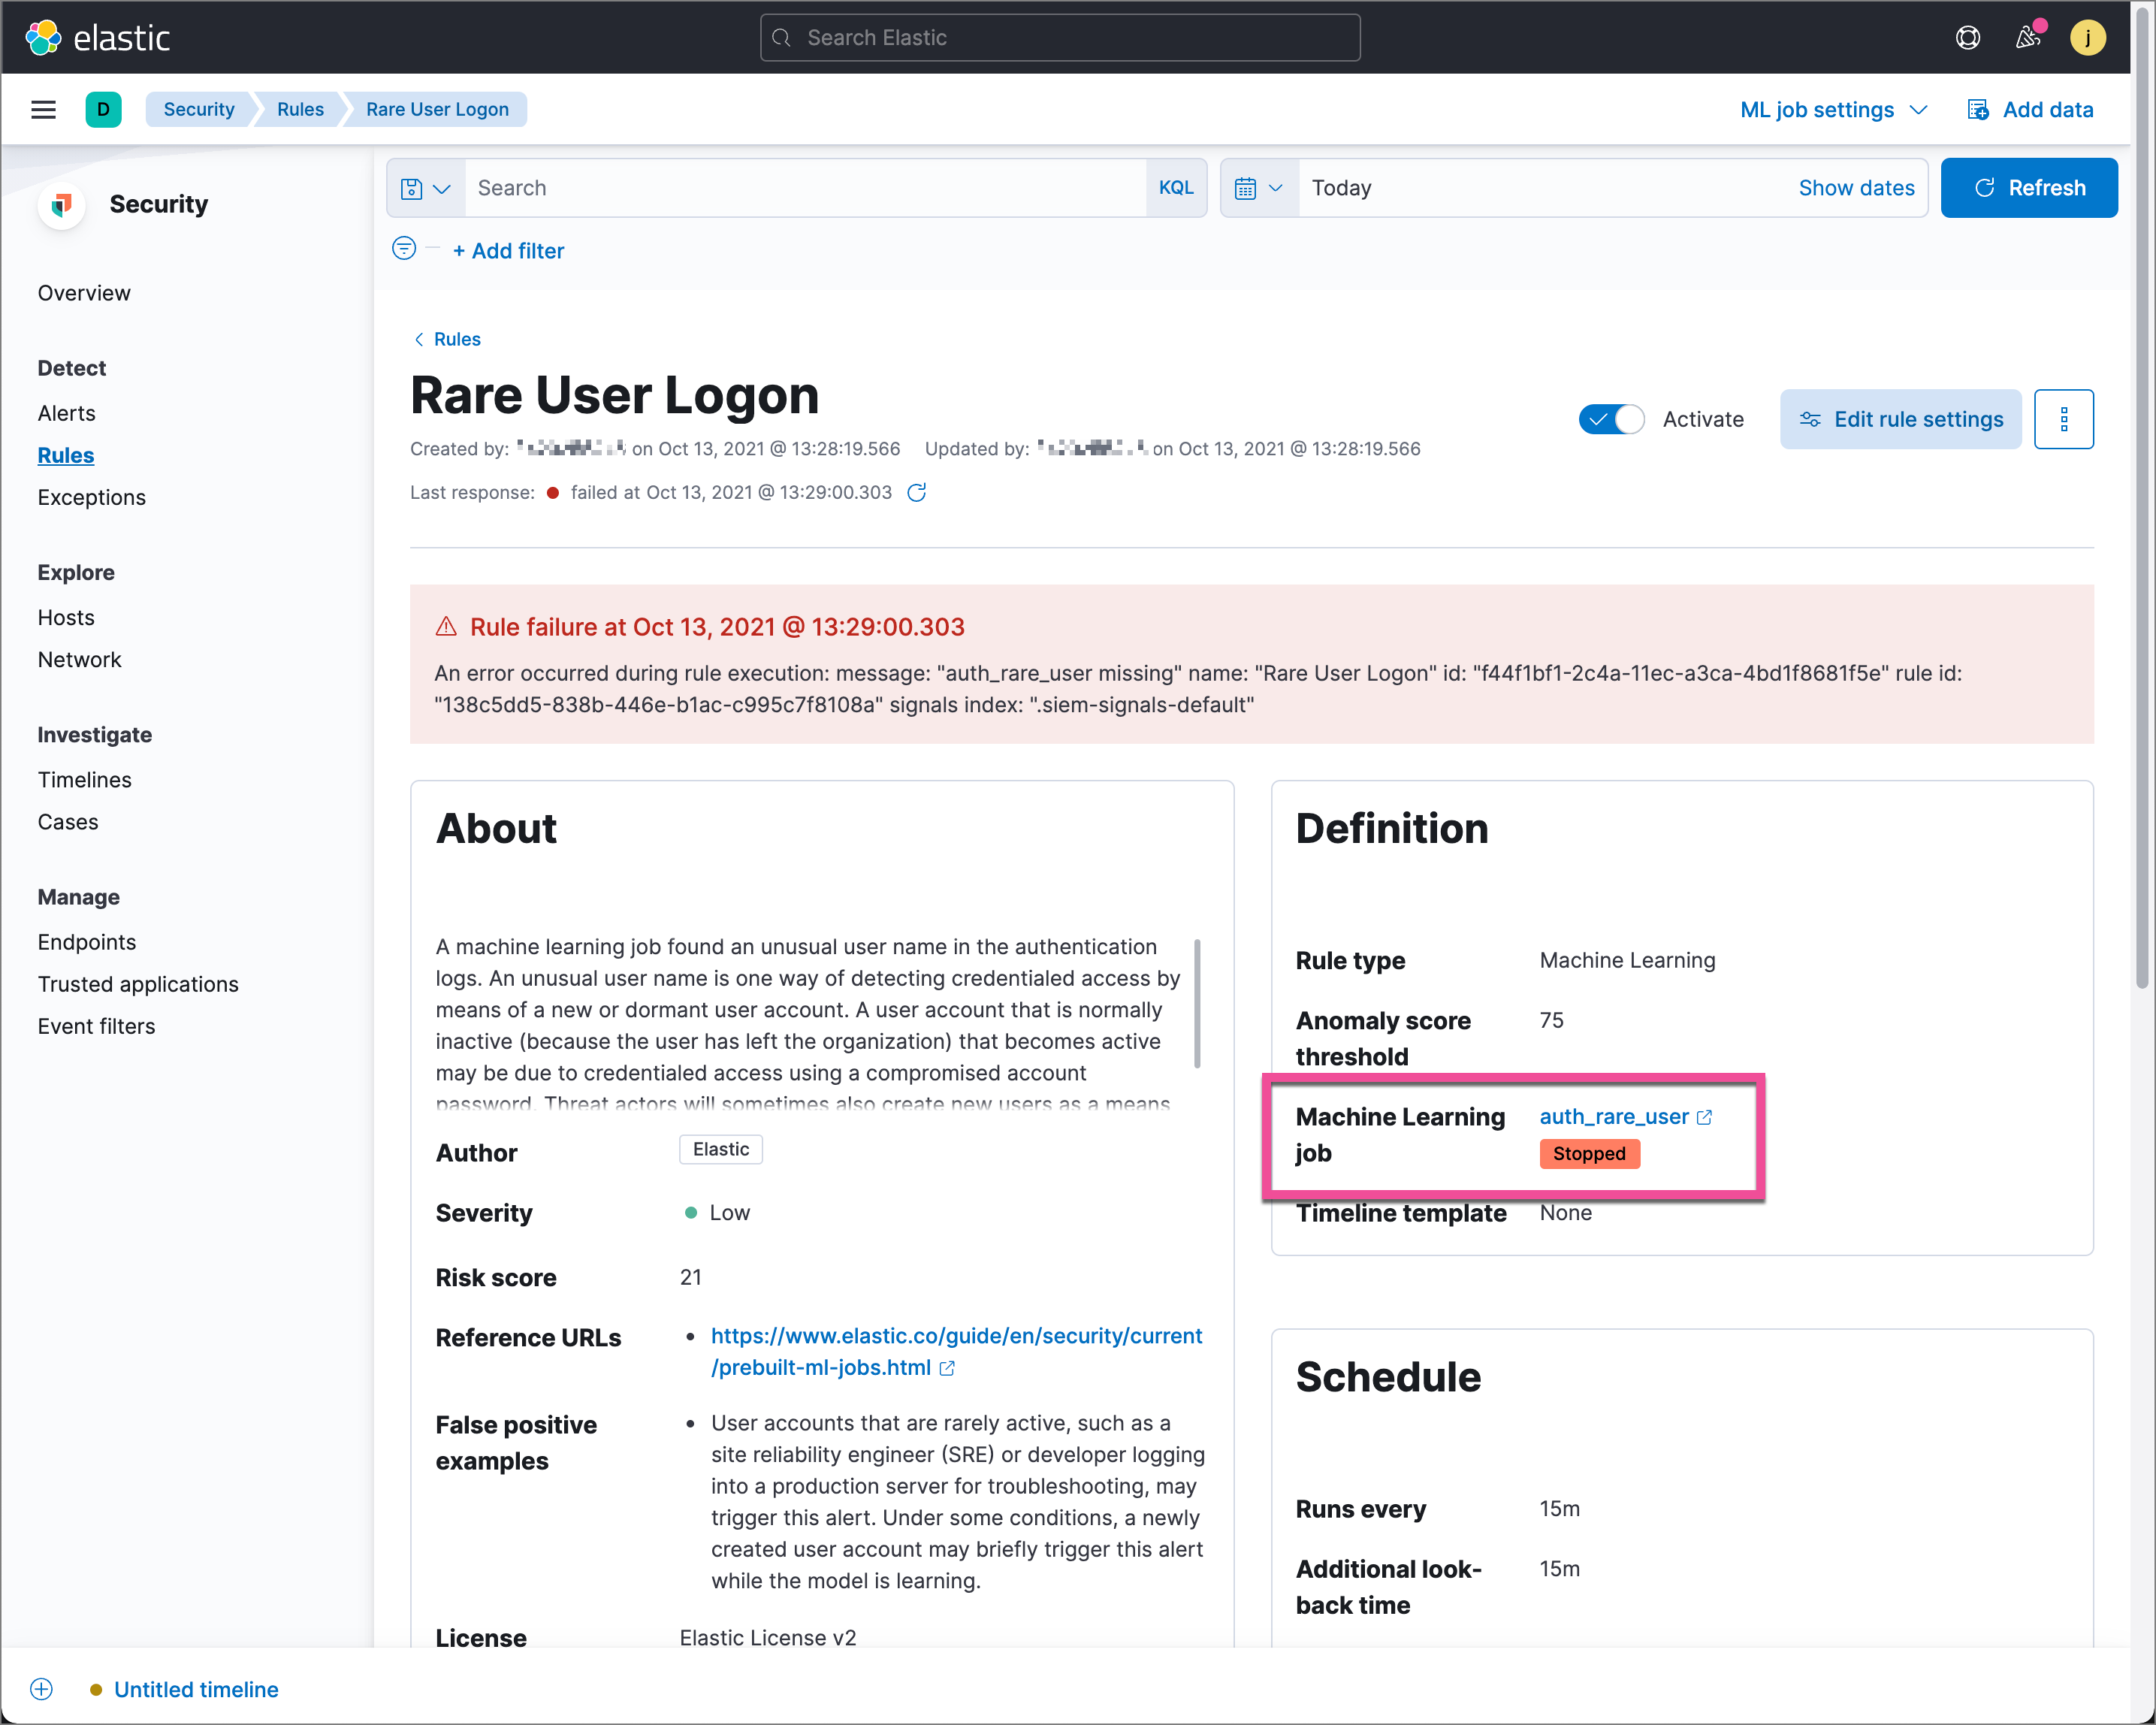 elastic
Search Elastic
j
D
Security
Rules
Rare User Logon
ML job settings
Add data
Security
Overview
Detect
Alerts
Rules
Exceptions
Explore
Hosts
Network
Investigate
Timelines
Cases
Manage
Endpoints
Trusted applications
Event filters
Search
KQL
Today
Show dates
Refresh
+ Add filter
Rules
Rare User Logon
Activate
Edit rule settings
Created by:
on Oct 13, 2021 @ 13:28:19.566
Updated by:
on Oct 13, 2021 @ 13:28:19.566
Last response:
failed at Oct 13, 2021 @ 13:29:00.303
Rule failure at Oct 13, 2021 @ 13:29:00.303
An error occurred during rule execution: message: "auth_rare_user missing" name: "Rare User Logon" id: "f44f1bf1-2c4a-11ec-a3ca-4bd1f8681f5e" rule id:
"138c5dd5-838b-446e-b1ac-c995c7f8108a" signals index: ".siem-signals-default"
About
A machine learning job found an unusual user name in the authentication
logs. An unusual user name is one way of detecting credentialed access by
means of a new or dormant user account. A user account that is normally
inactive (because the user has left the organization) that becomes active
may be due to credentialed access using a compromised account
password. Threat actors will sometimes also create new users as a means
Author
Elastic
Severity
Low
Risk score
21
Reference URLs
• https://www.elastic.co/guide/en/security/current
/prebuilt-ml-jobs.html
False positive
examples
• User accounts that are rarely active, such as a
site reliability engineer (SRE) or developer logging
into a production server for troubleshooting, may
trigger this alert. Under some conditions, a newly
created user account may briefly trigger this alert
while the model is learning.
License
Elastic License v2
Definition
Rule type
Machine Learning
Anomaly score
threshold
75
Machine Learning
job
auth_rare_user
Stopped
Timeline template
None
Schedule
Runs every
15m
Additional look-
back time
15m
Untitled timeline